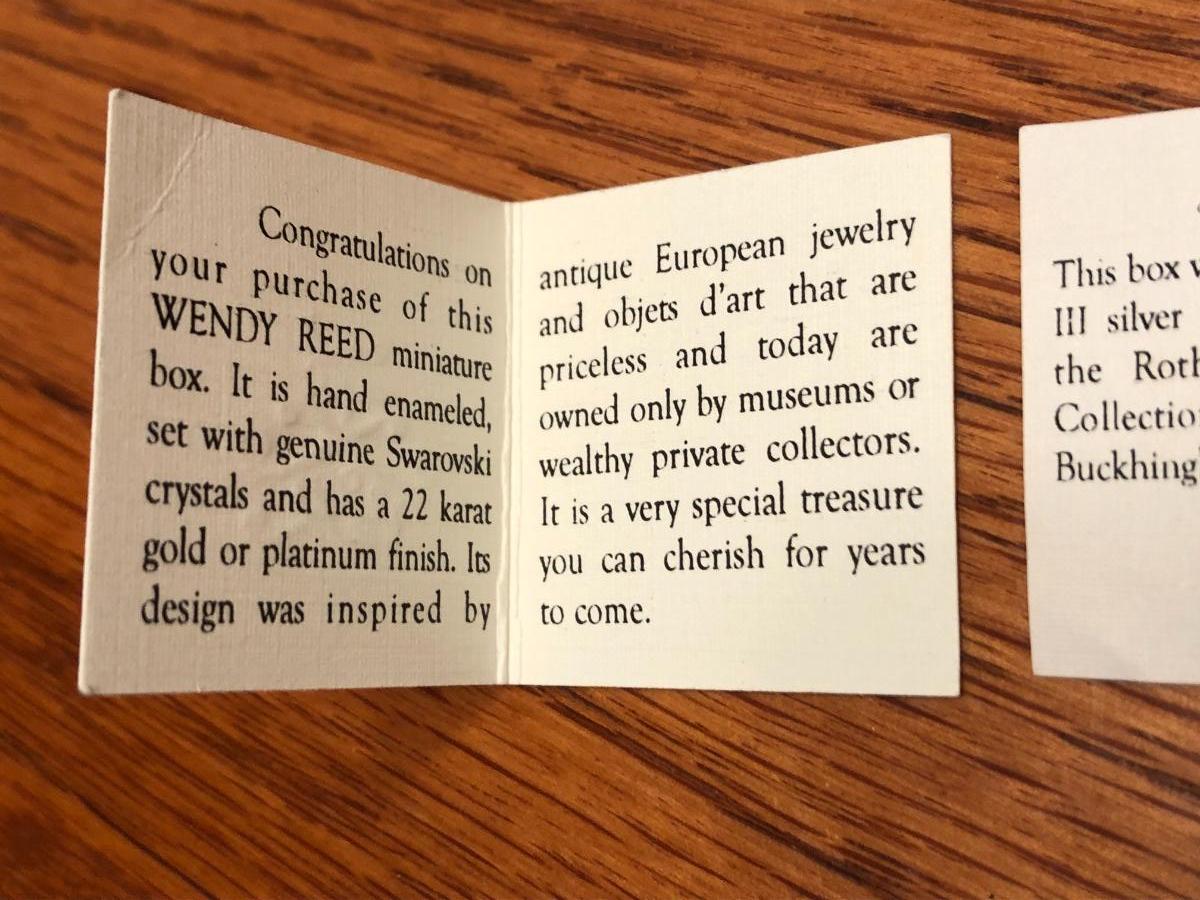 Congratulations on
your purchase of this
WENDY REED miniature
box. It is hand enameled,
set with genuine Swarovski
crystals and has a 22 karat
gold or platinum finish. Its
design was inspired by
antique European jewelry
and objets d'art that are
priceless and today are
owned only by museums or
wealthy private collectors.
It is a very special treasure
you can cherish for years
to come.
This box
III silver
the